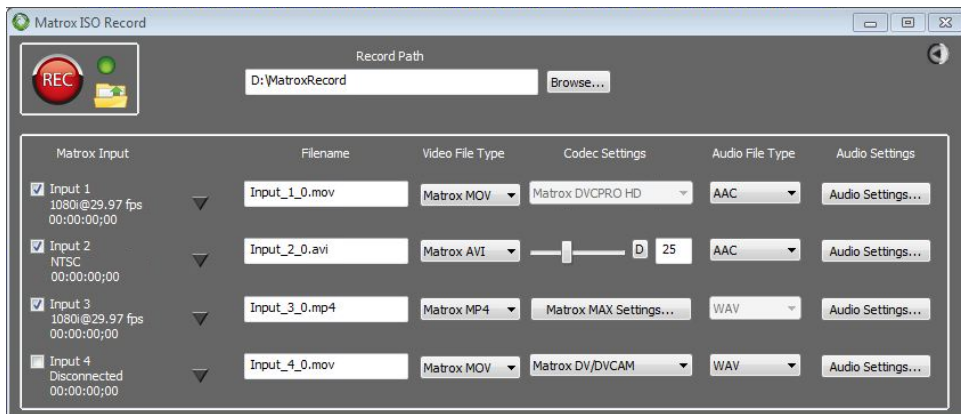 Matrox ISO Record
REC
Record Path
D:\MatroxRecord
Browse...
Matrox Input Filename Video File Type Codec Settings Audio File Type Audio Settings
Input 1 Input_1_0.mov Matrox MOV Matrox DVCPRO HD AAC Audio Settings...
1080i@29.97 fps
00:00:00;00
Input 2 Input_2_0.avi Matrox AVI D 25 AAC Audio Settings...
NTSC
00:00:00;00
Input 3 Input_3_0.mp4 Matrox MP4 Matrox MAX Settings... WAV Audio Settings...
1080i@29.97 fps
00:00:00;00
Input 4 Input_4_0.mov Matrox MOV Matrox DV/DVCAM WAV Audio Settings...
Disconnected
00:00:00;00